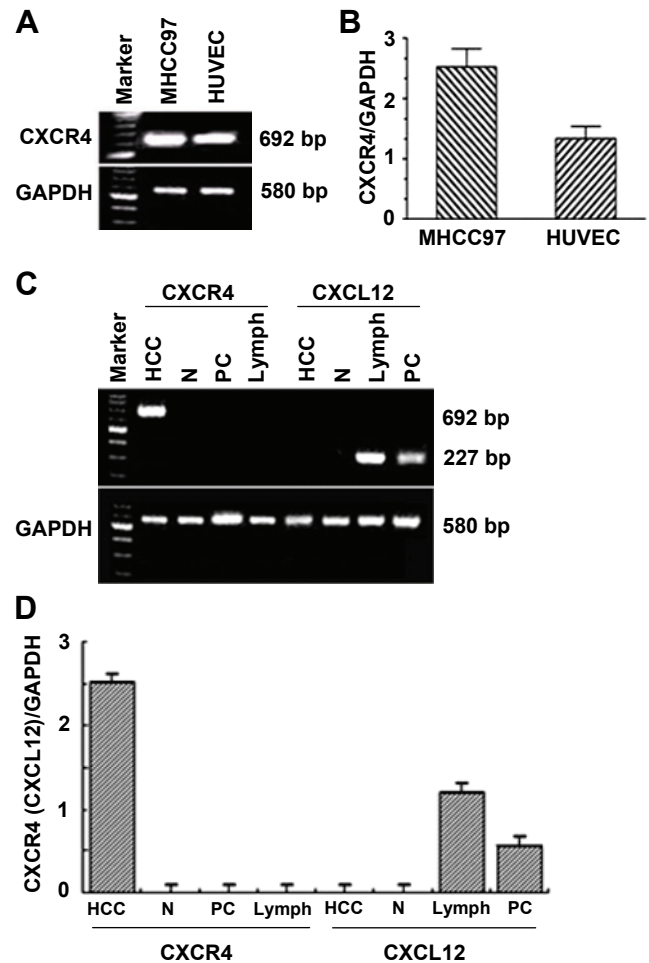 A
Marker
MHCC97
HUVEC
CXCR4
692 bp
GAPDH
580 bp
B
CXCR4/GAPDH
3
2
1
0
MHCC97
HUVEC
C
CXCR4
CXCL12
Marker
HCC
N
PC
Lymph
HCC
N
Lymph
PC
692 bp
227 bp
GAPDH
580 bp
D
CXCR4 (CXCL12)/GAPDH
3
2
1
0
HCC
N
PC
Lymph
HCC
N
Lymph
PC
CXCR4
CXCL12